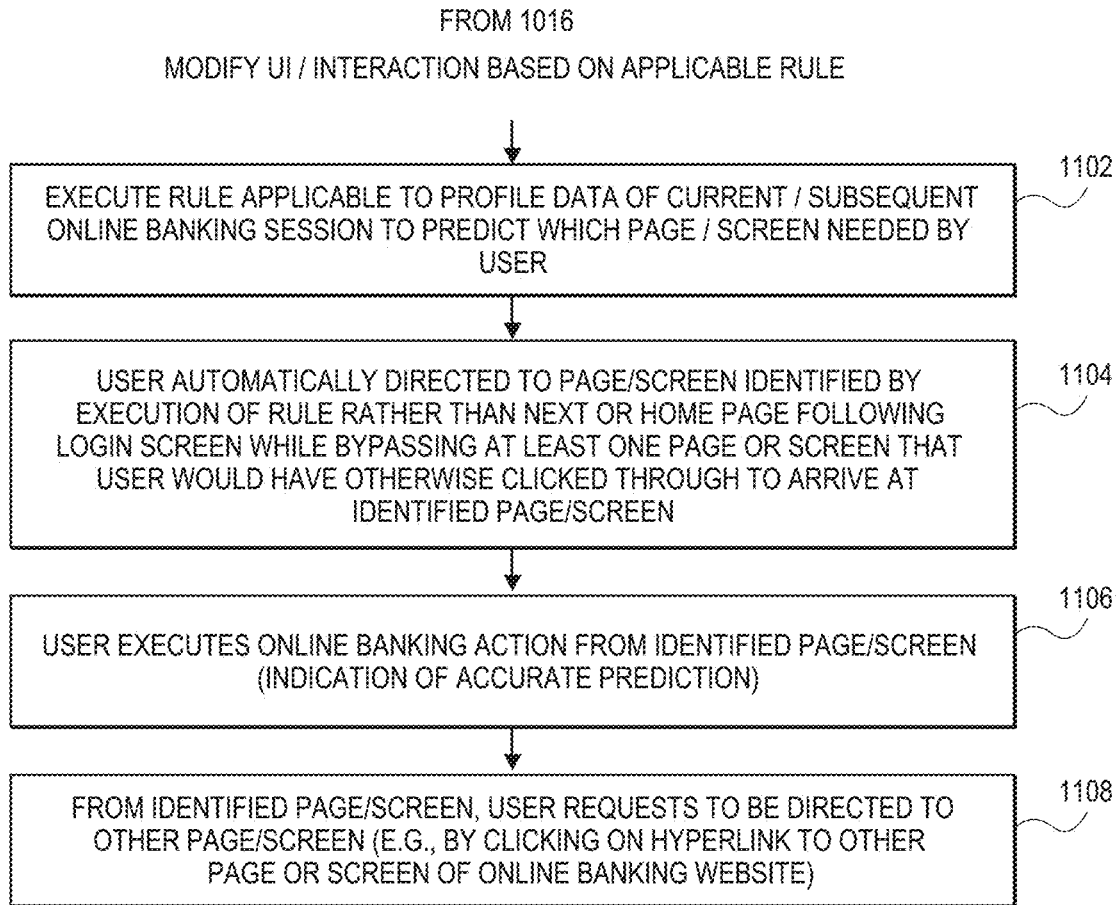 FROM 1016
MODIFY UI / INTERACTION BASED ON APPLICABLE RULE
1102
EXECUTE RULE APPLICABLE TO PROFILE DATA OF CURRENT / SUBSEQUENT
ONLINE BANKING SESSION TO PREDICT WHICH PAGE / SCREEN NEEDED BY
USER
1104
USER AUTOMATICALLY DIRECTED TO PAGE/SCREEN IDENTIFIED BY
EXECUTION OF RULE RATHER THAN NEXT OR HOME PAGE FOLLOWING
LOGIN SCREEN WHILE BYPASSING AT LEAST ONE PAGE OR SCREEN THAT
USER WOULD HAVE OTHERWISE CLICKED THROUGH TO ARRIVE AT
IDENTIFIED PAGE/SCREEN
1106
USER EXECUTES ONLINE BANKING ACTION FROM IDENTIFIED PAGE/SCREEN
(INDICATION OF ACCURATE PREDICTION)
1108
FROM IDENTIFIED PAGE/SCREEN, USER REQUESTS TO BE DIRECTED TO
OTHER PAGE/SCREEN (E.G., BY CLICKING ON HYPERLINK TO OTHER
PAGE OR SCREEN OF ONLINE BANKING WEBSITE)